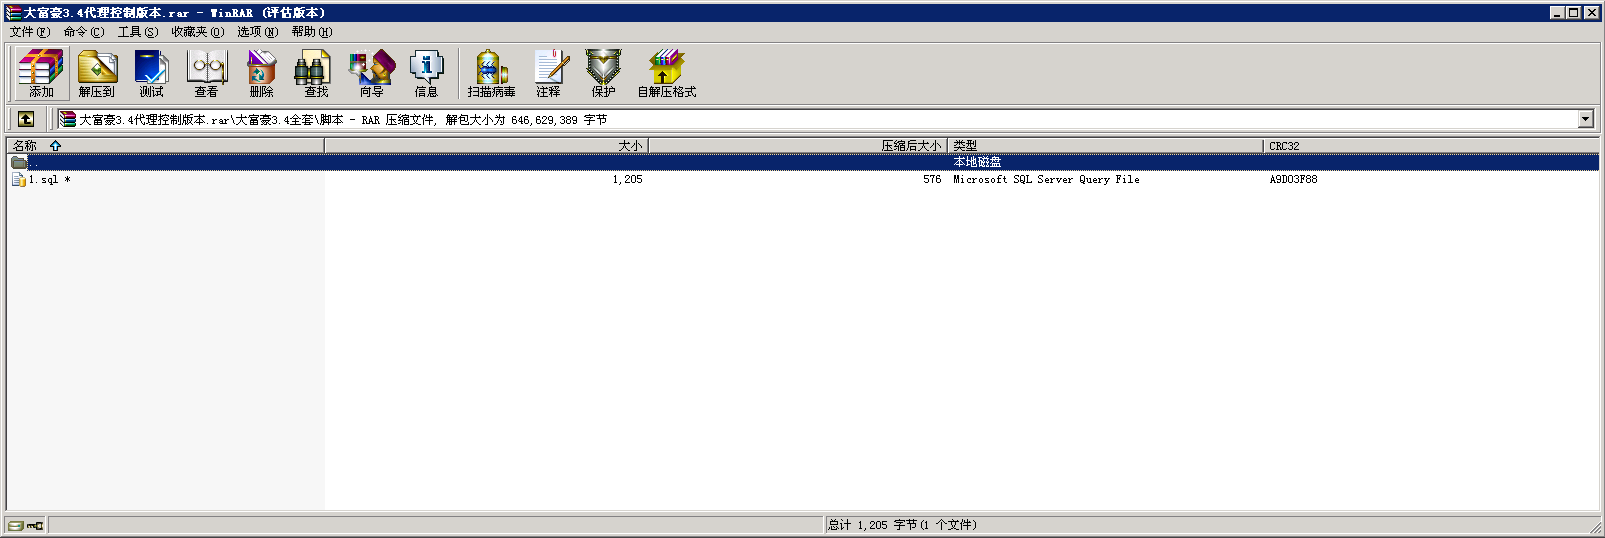 大富豪3.4代理控制版本.rar - WinRAR (评估版本)
文件(F) 命令(C) 工具(S) 收藏夹(O) 选项(N) 帮助(H)
添加 解压到 测试 查看 删除 查找 向导 信息 扫描病毒 注释 保护 自解压格式
大富豪3.4代理控制版本.rar\大富豪3.4全套\脚本 - RAR 压缩文件, 解包大小为 646,629,389 字节
名称 大小 压缩后大小 类型 CRC32
.. 本地磁盘
1.sql * 1,205 576 Microsoft SQL Server Query File A9D03F88
总计 1,205 字节(1 个文件)